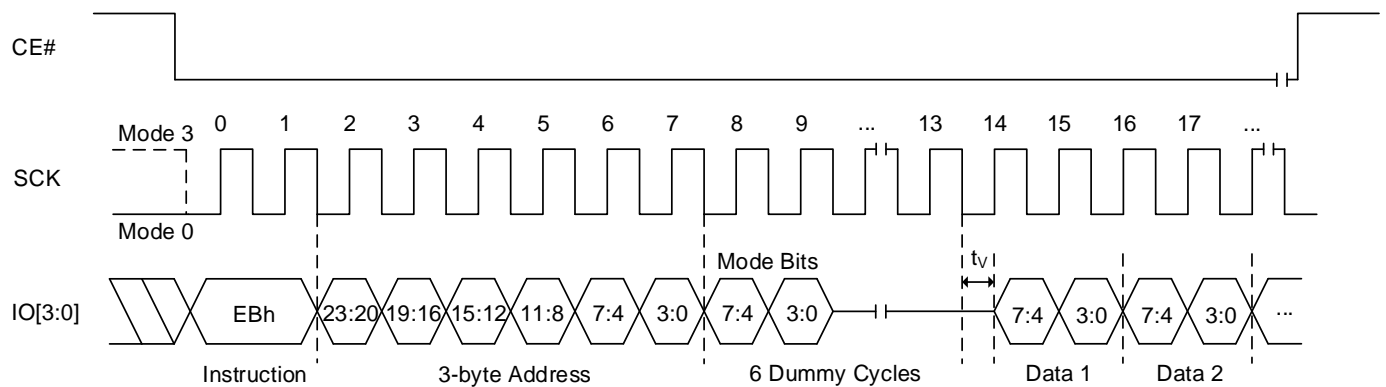 CE#
Mode 3 0 1 2 3 4 5 6 7 8 9 ... 13 14 15 16 17 ...
SCK
Mode 0
Mode Bits tV
IO[3:0] EBh 23:20 19:16 15:12 11:8 7:4 3:0 7:4 3:0 7:4 3:0 7:4 3:0 ...
Instruction 3-byte Address 6 Dummy Cycles Data 1 Data 2